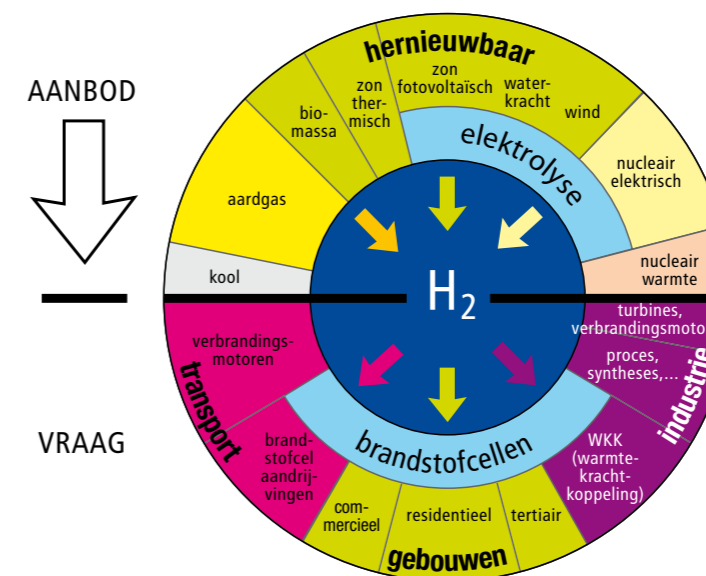 AANBOD
hernieuwbaar
bio-
massa
zon
ther-
misch
zon
fotovoltaïsch
water-
kracht
wind
elektrolyse
nucleair
elektrisch
aardgas
kool
nucleair
warmte
H2
VRAAG
verbrandings-
motoren
transport
brand-
stofcel
aandrij-
vingen
brandstofcellen
com-
mercieel
residentieel
tertiair
gebouwen
WKK
(warmte-
kracht-
koppeling)
turbines,
verbrandingsmoto
proces,
syntheses,...
industrie